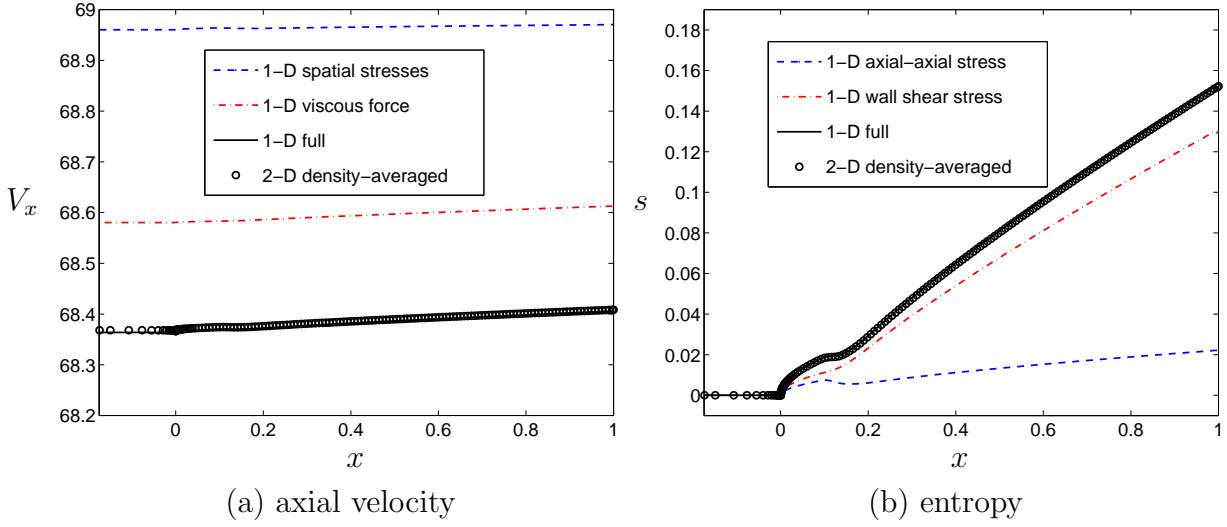 69
68.9
68.8
68.7
68.6
68.5
68.4
68.3
68.2
V_x
0 0.2 0.4 0.6 0.8 1
x
1−D spatial stresses
1−D viscous force
1−D full
2−D density−averaged
(a) axial velocity
0.18
0.16
0.14
0.12
0.1
0.08
0.06
0.04
0.02
0
s
0 0.2 0.4 0.6 0.8 1
x
1−D axial−axial stress
1−D wall shear stress
1−D full
2−D density−averaged
(b) entropy